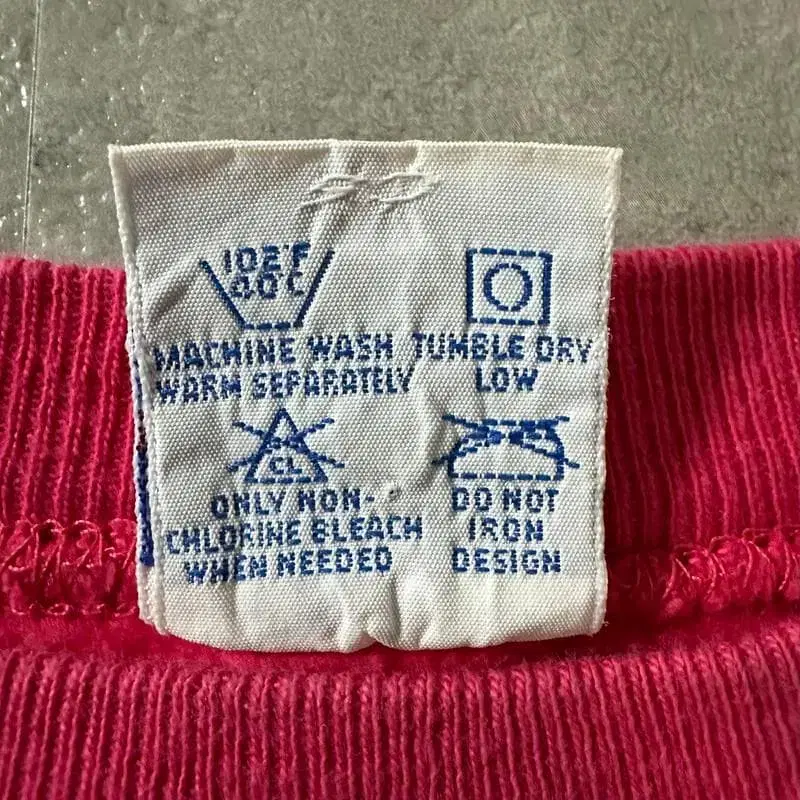 102°F
40°C
MACHINE WASH
WARM SEPARATELY
TUMBLE DRY
LOW
CL
ONLY NON-
CHLORINE BLEACH
WHEN NEEDED
DO NOT
IRON
DESIGN